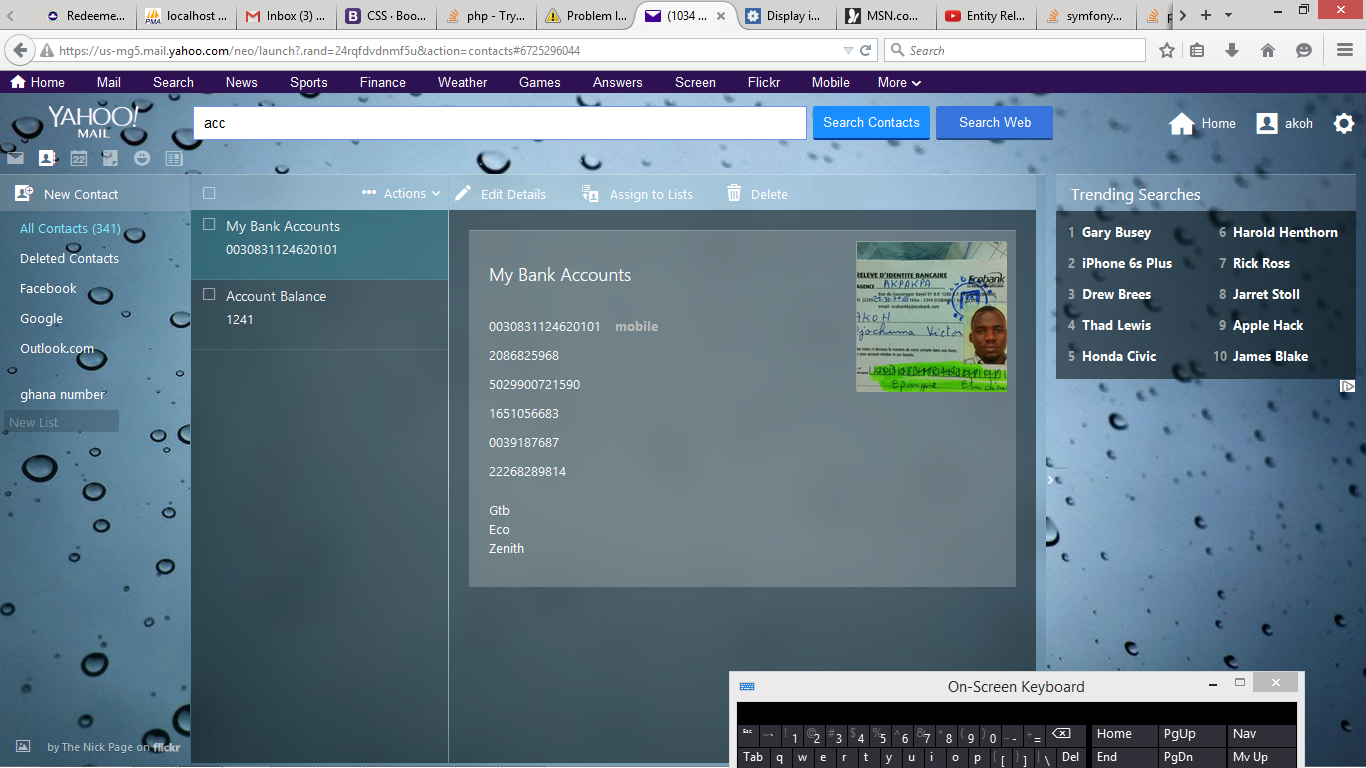 Redeeme...
localhost ...
Inbox (3) ...
CSS · Boo...
php - Try...
Problem l...
(1034 ...
Display i...
MSN.co...
Entity Rel...
symfony...
https://us-mg5.mail.yahoo.com/neo/launch?.rand=24rqfdvdnmf5u&action=contacts#6725296044
Search
Home Mail Search News Sports Finance Weather Games Answers Screen Flickr Mobile More
YAHOO! MAIL
acc
Search Contacts
Search Web
Home
akoh
22
New Contact
Actions
Edit Details
Assign to Lists
Delete
All Contacts (341)
Deleted Contacts
Facebook
Google
Outlook.com
ghana number
New List
My Bank Accounts
0030831124620101
Account Balance
1241
My Bank Accounts
0030831124620101 mobile
2086825968
5029900721590
1651056683
0039187687
22268289814
Gtb
Eco
Zenith
RELEVE D'IDENTITE BANCAIRE
Ecobank
AGENCE AKPAKPA
AKOH
Victor
Epargne
Trending Searches
1 Gary Busey
2 iPhone 6s Plus
3 Drew Brees
4 Thad Lewis
5 Honda Civic
6 Harold Henthorn
7 Rick Ross
8 Jarret Stoll
9 Apple Hack
10 James Blake
by The Nick Page on flickr
On-Screen Keyboard
Esc ~ ` ! 1 @ 2 # 3 $ 4 % 5 ^ 6 & 7 * 8 ( 9 ) 0 _ - + = Home PgUp Nav
Tab q w e r t y u i o p { [ } ] | \ Del End PgDn Mv Up